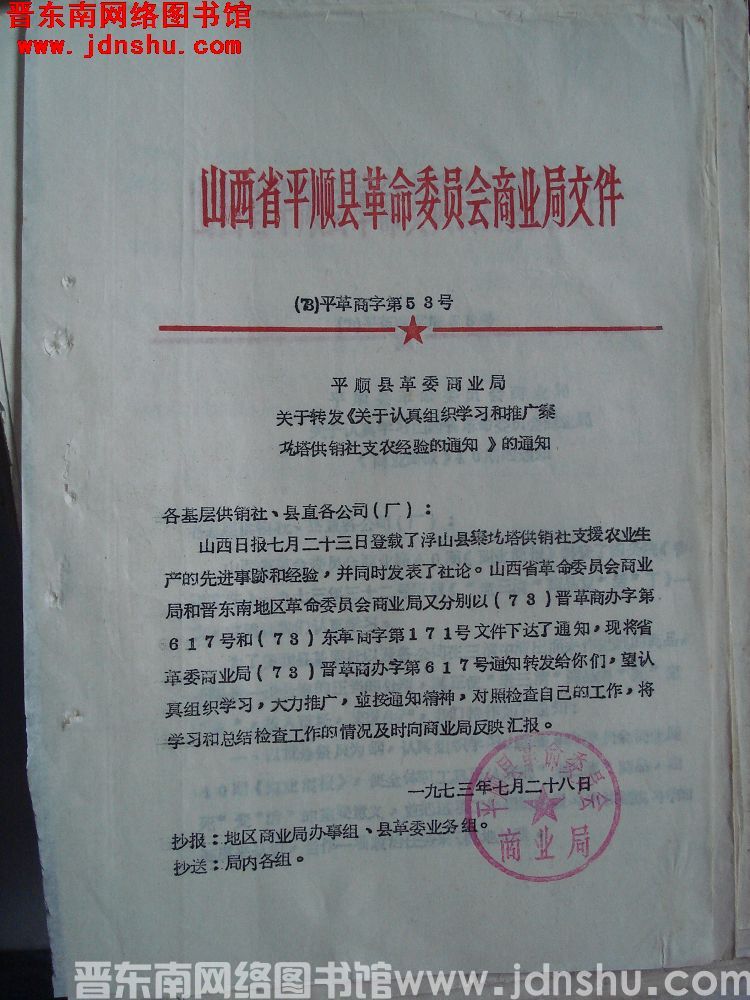 晋东南网络图书馆
www.jdnshu.com
山西省平顺县革命委员会商业局文件
(73)平革商字第53号
平顺县革委商业局
关于转发《关于认真组织学习和推广寨
圪塔供销社支农经验的通知》的通知
各基层供销社、县直各公司(厂)：
山西日报七月二十三日登载了浮山县寨圪塔供销社支援农业生
产的先进事跡和经验，并同时发表了社论。山西省革命委员会商业
局和晋东南地区革命委员会商业局又分别以(73)晋革商办字第
617号和(73)东革商字第171号文件下达了通知，现将省
革委商业局(73)晋革商办字第617号通知转发给你们，望认
真组织学习，大力推广，並按通知精神，对照检查自己的工作，将
学习和总结检查工作的情况及时向商业局反映汇报。
一九七三年七月二十八日
平顺县革命委员会
商业局
抄报：地区商业局办事组、县革委业务组。
抄送：局内各组。
晋东南网络图书馆www.jdnshu.com